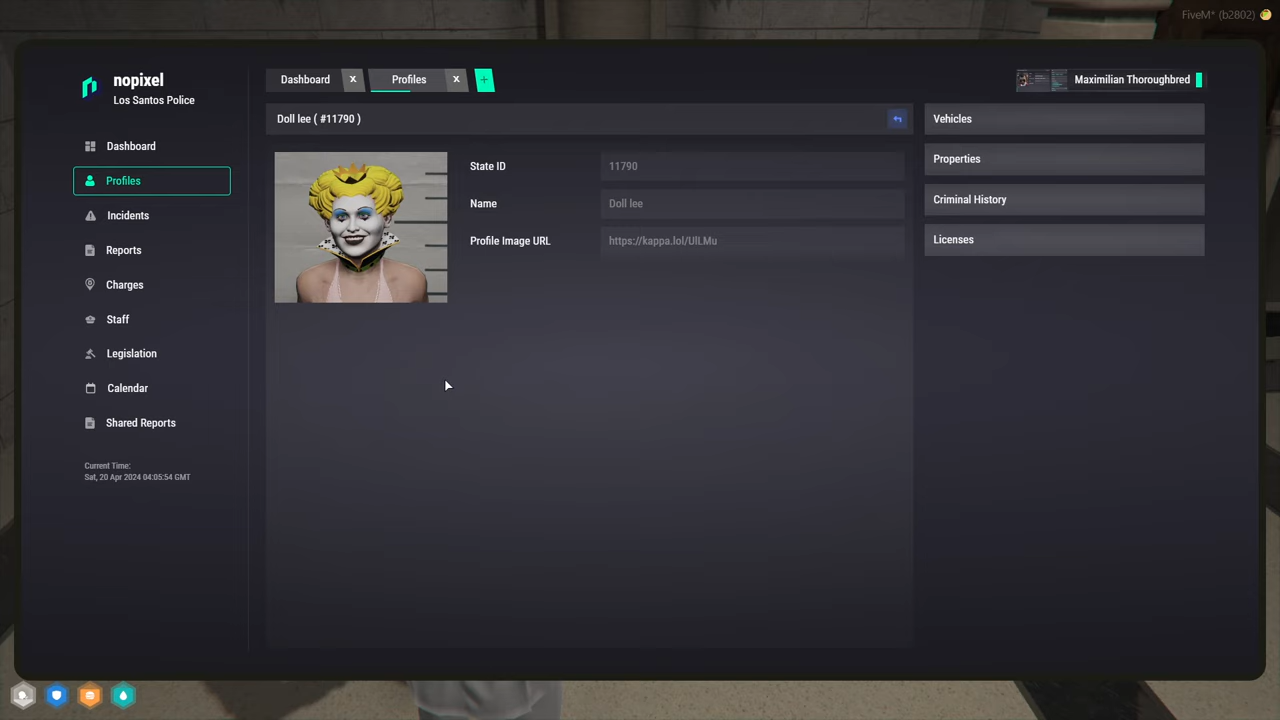 FiveM* (b2802)
nopixel
Los Santos Police
Dashboard x Profiles x +
Maximilian Thoroughbred
Dashboard
Profiles
Incidents
Reports
Charges
Staff
Legislation
Calendar
Shared Reports
Current Time:
Sat, 20 Apr 2024 04:05:54 GMT
Doll lee ( #11790 )
State ID 11790
Name Doll lee
Profile Image URL https://kappa.lol/UlLMu
Vehicles
Properties
Criminal History
Licenses